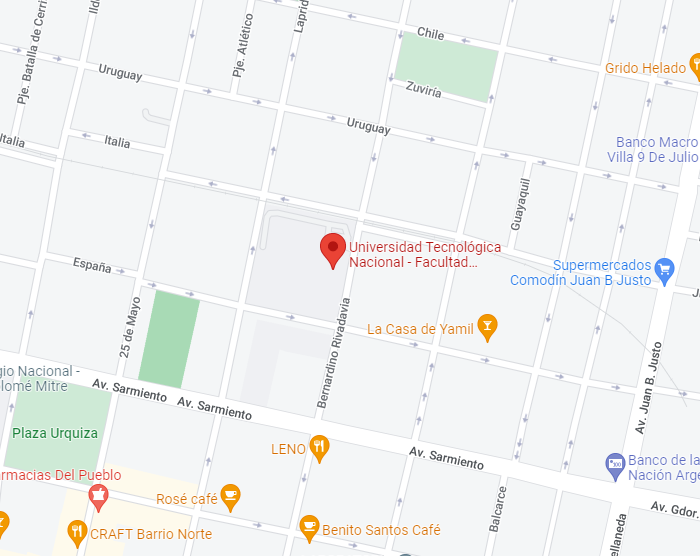 Chile
Pje. Batalla de Cerri
Ild
Pje. Atlético
Laprid
Uruguay
Grido Helado
Zuviría
Uruguay
Italia
Italia
Banco Macro
Villa 9 De Julio
Guayaquil
Universidad Tecnológica
Nacional - Facultad...
España
Supermercados
Comodín Juan B Justo
J
25 de Mayo
Bernardino Rivadavia
La Casa de Yamil
Av. Juan B. Justo
gio Nacional -
lomé Mitre
Av. Sarmiento
Av. Sarmiento
Plaza Urquiza
LENO
Av. Sarmiento
Banco de la
Nación Arge
armacias Del Pueblo
Rosé café
Balcarce
Av. Gdor.
CRAFT Barrio Norte
Benito Santos Café
allaneda